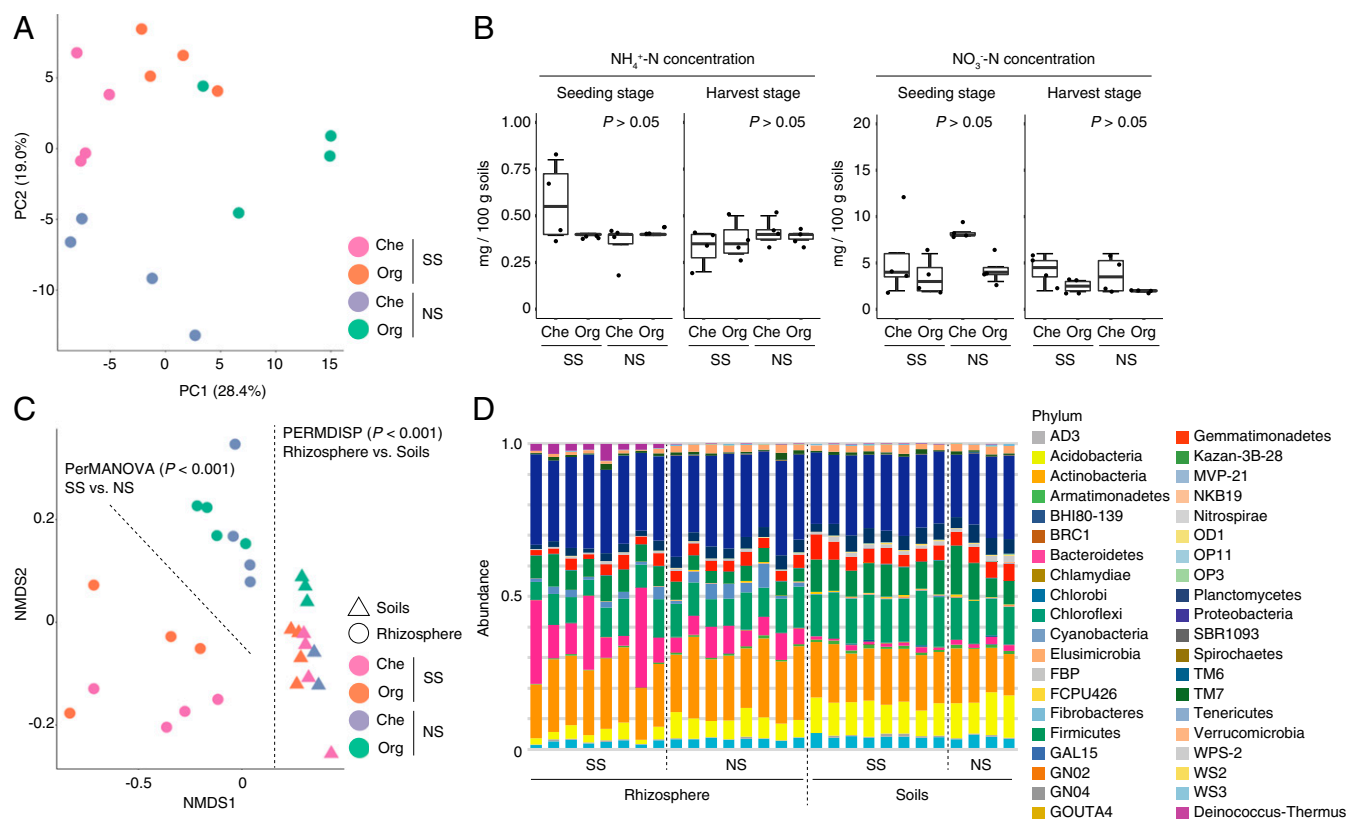 A
5
0
-5
-10
PC2 (19.0%)
-5
0
5
10
15
PC1 (28.4%)
Che
Org
SS
Che
Org
NS
B
NH₄⁺-N concentration
NO₃⁻-N concentration
Seeding stage
Harvest stage
Seeding stage
Harvest stage
P > 0.05
P > 0.05
P > 0.05
P > 0.05
mg / 100 g soils
1.00
0.75
0.50
0.25
0
mg / 100 g soils
20
15
10
5
0
Che Org Che Org
SS NS
Che Org Che Org
SS NS
Che Org Che Org
SS NS
Che Org Che Org
SS NS
C
PERMDISP (P < 0.001)
Rhizosphere vs. Soils
PerMANOVA (P < 0.001)
SS vs. NS
0.2
0
-0.2
NMDS2
-0.5
0
NMDS1
Soils
Rhizosphere
Che
Org
SS
Che
Org
NS
D
1.0
0.5
0
Abundance
SS NS SS NS
Rhizosphere Soils
Phylum
AD3
Acidobacteria
Actinobacteria
Armatimonadetes
BHI80-139
BRC1
Bacteroidetes
Chlamydiae
Chlorobi
Chloroflexi
Cyanobacteria
Elusimicrobia
FBP
FCPU426
Fibrobacteres
Firmicutes
GAL15
GN02
GN04
GOUTA4
Gemmatimonadetes
Kazan-3B-28
MVP-21
NKB19
Nitrospirae
OD1
OP11
OP3
Planctomycetes
Proteobacteria
SBR1093
Spirochaetes
TM6
TM7
Tenericutes
Verrucomicrobia
WPS-2
WS2
WS3
Deinococcus-Thermus